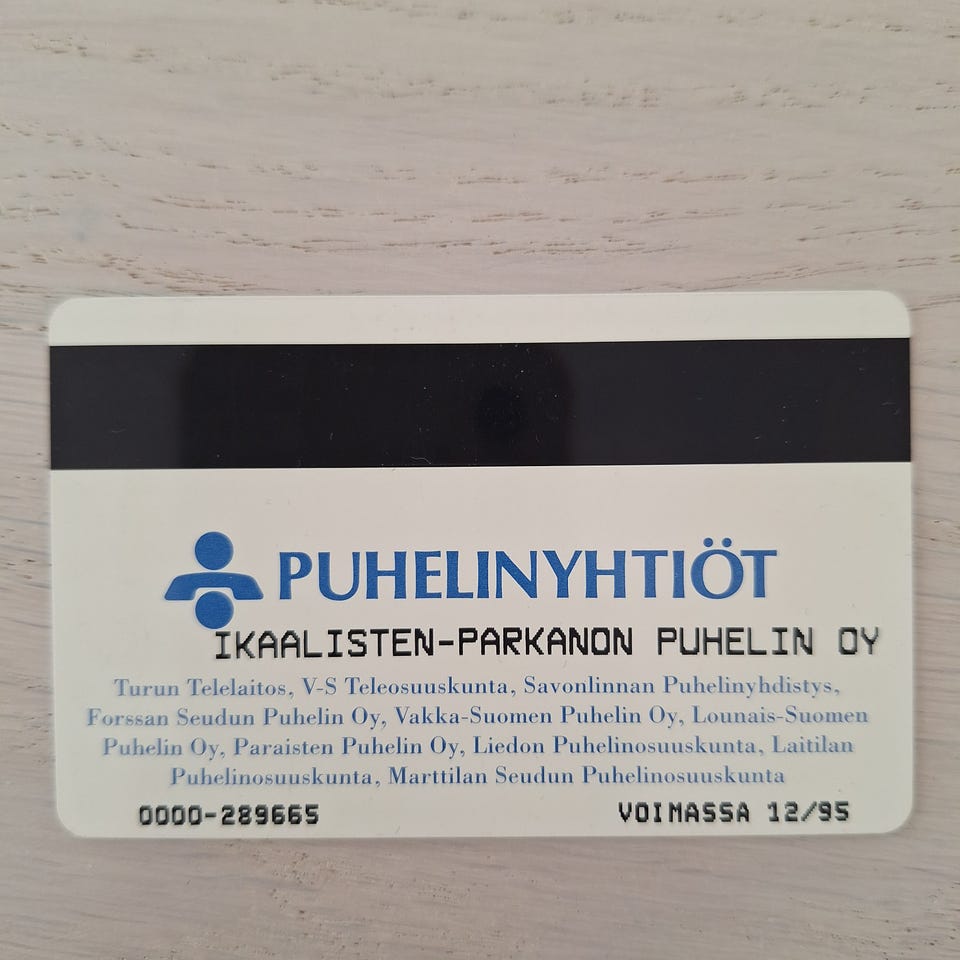 PUHELINYHTIÖT
IKAALISTEN-PARKANON PUHELIN OY
Turun Telelaitos, V-S Teleosuuskunta, Savonlinnan Puhelinyhdistys,
Forssan Seudun Puhelin Oy, Vakka-Suomen Puhelin Oy, Lounais-Suomen
Puhelin Oy, Paraisten Puhelin Oy, Liedon Puhelinosuuskunta, Laitilan
Puhelinosuuskunta, Marttilan Seudun Puhelinosuuskunta
0000-289665 VOIMASSA 12/95